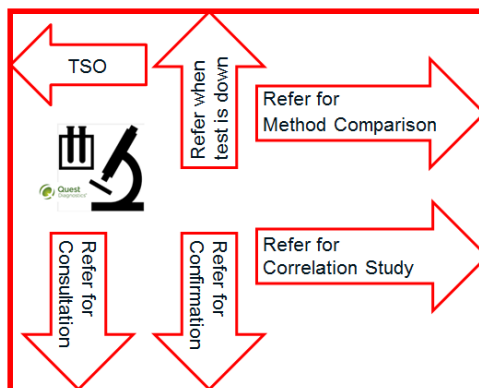 TSO
Refer when
test is down
Refer for
Method Comparison
Quest
Diagnostics
Refer for
Correlation Study
Refer for
Consultation
Refer for
Confirmation